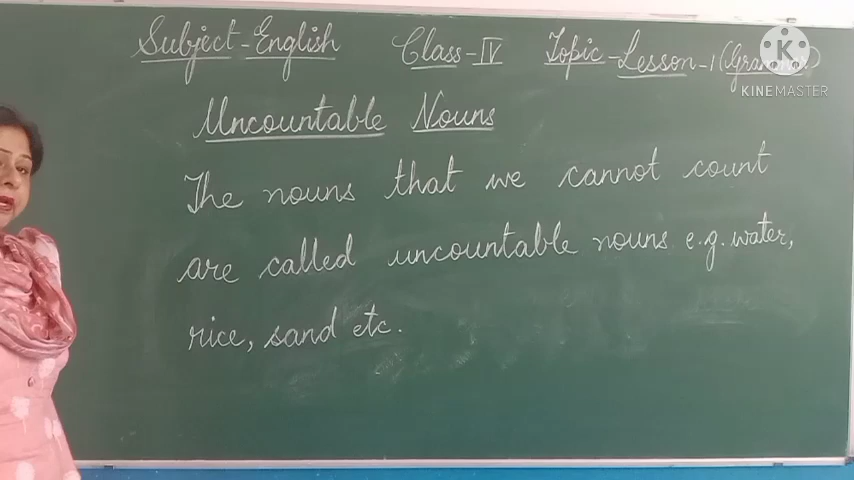 Subject - English Class - IV Topic - Lesson - 1 (Grammar)
KINEMASTER
Uncountable Nouns
The nouns that we cannot count
are called uncountable nouns e.g. water,
rice, sand etc.